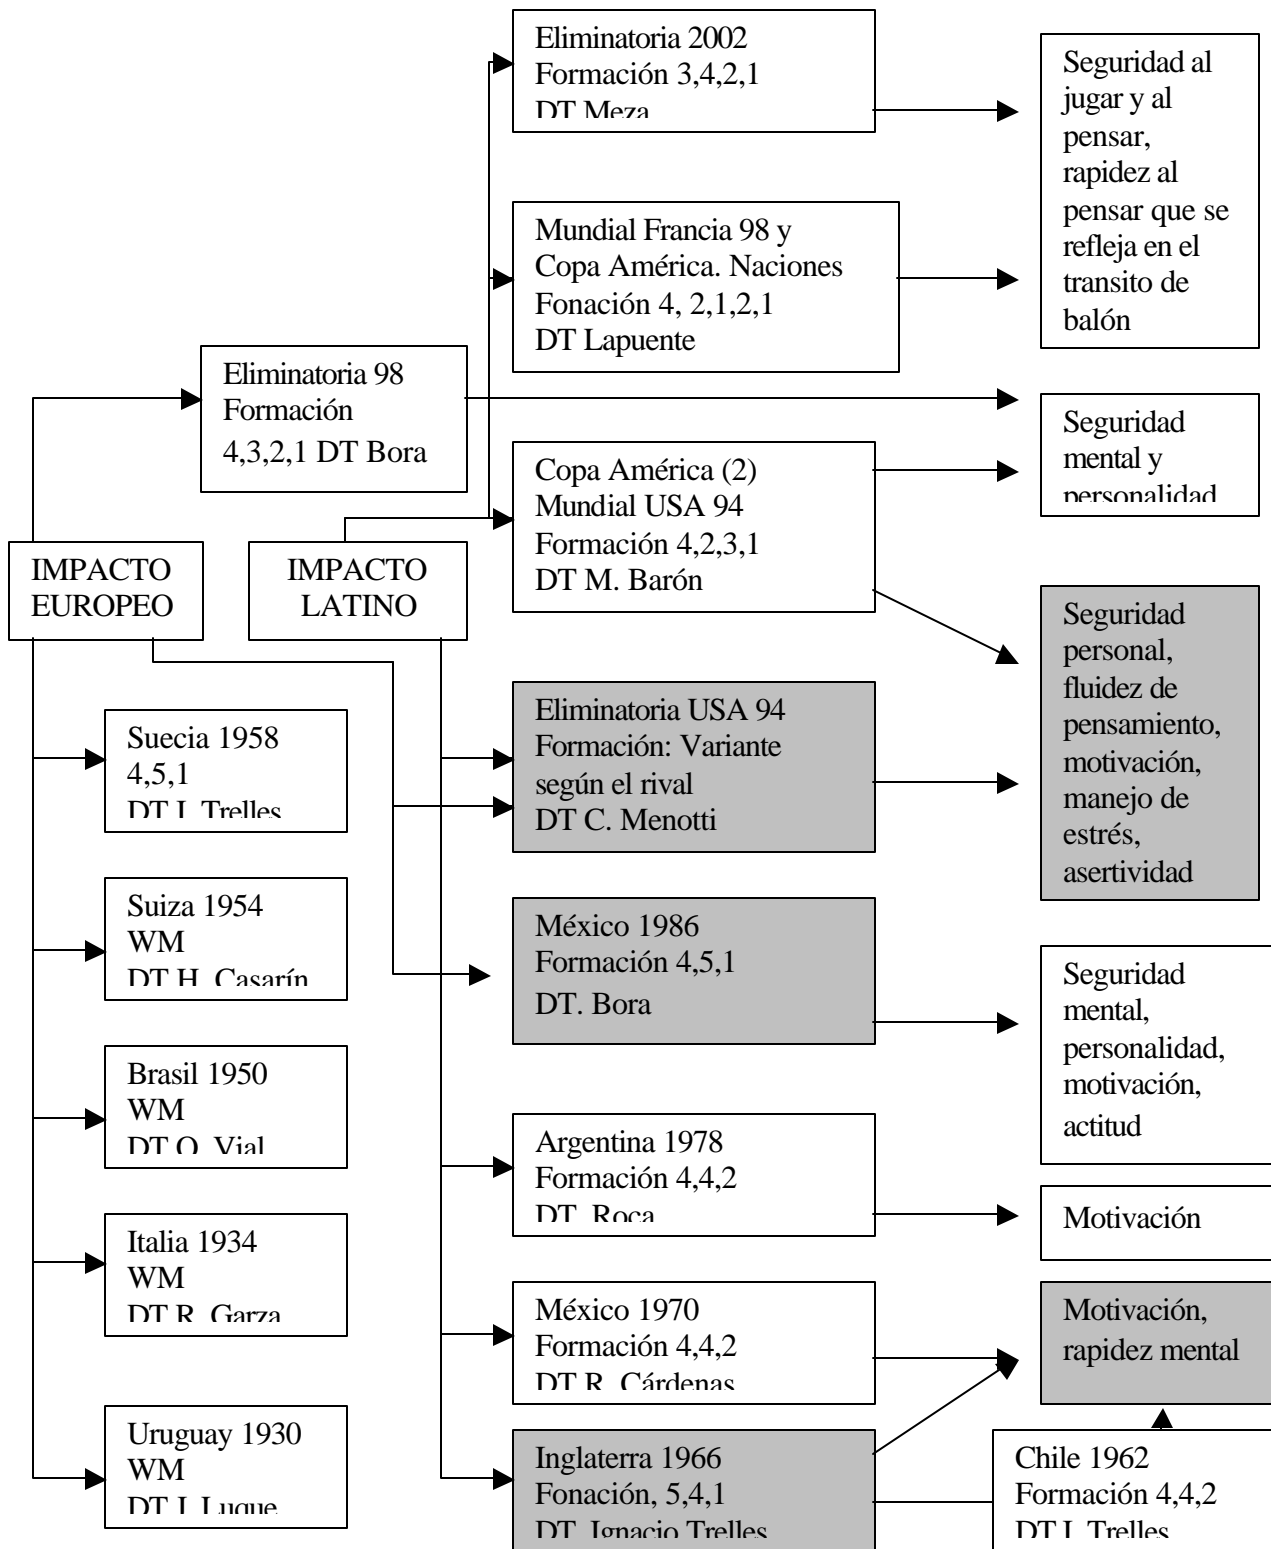 Eliminatoria 2002
Formación 3,4,2,1
DT Meza
Seguridad al
jugar y al
pensar,
rapidez al
pensar que se
refleja en el
transito de
balón
Mundial Francia 98 y
Copa América. Naciones
Fonación 4, 2,1,2,1
DT Lapuente
Eliminatoria 98
Formación
4,3,2,1 DT Bora
Seguridad
mental y
personalidad
Copa América (2)
Mundial USA 94
Formación 4,2,3,1
DT M. Barón
IMPACTO
EUROPEO
IMPACTO
LATINO
Seguridad
personal,
fluidez de
pensamiento,
motivación,
manejo de
estrés,
asertividad
Eliminatoria USA 94
Formación: Variante
según el rival
DT C. Menotti
Suecia 1958
4,5,1
DT I. Trelles
Suiza 1954
WM
DT H. Casarín
México 1986
Formación 4,5,1
DT. Bora
Seguridad
mental,
personalidad,
motivación,
actitud
Brasil 1950
WM
DT O. Vial
Argentina 1978
Formación 4,4,2
DT. Roca
Motivación
Italia 1934
WM
DT R. Garza
México 1970
Formación 4,4,2
DT R. Cárdenas
Motivación,
rapidez mental
Uruguay 1930
WM
DT J. Luque
Inglaterra 1966
Fonación, 5,4,1
DT. Ignacio Trelles
Chile 1962
Formación 4,4,2
DT I. Trelles